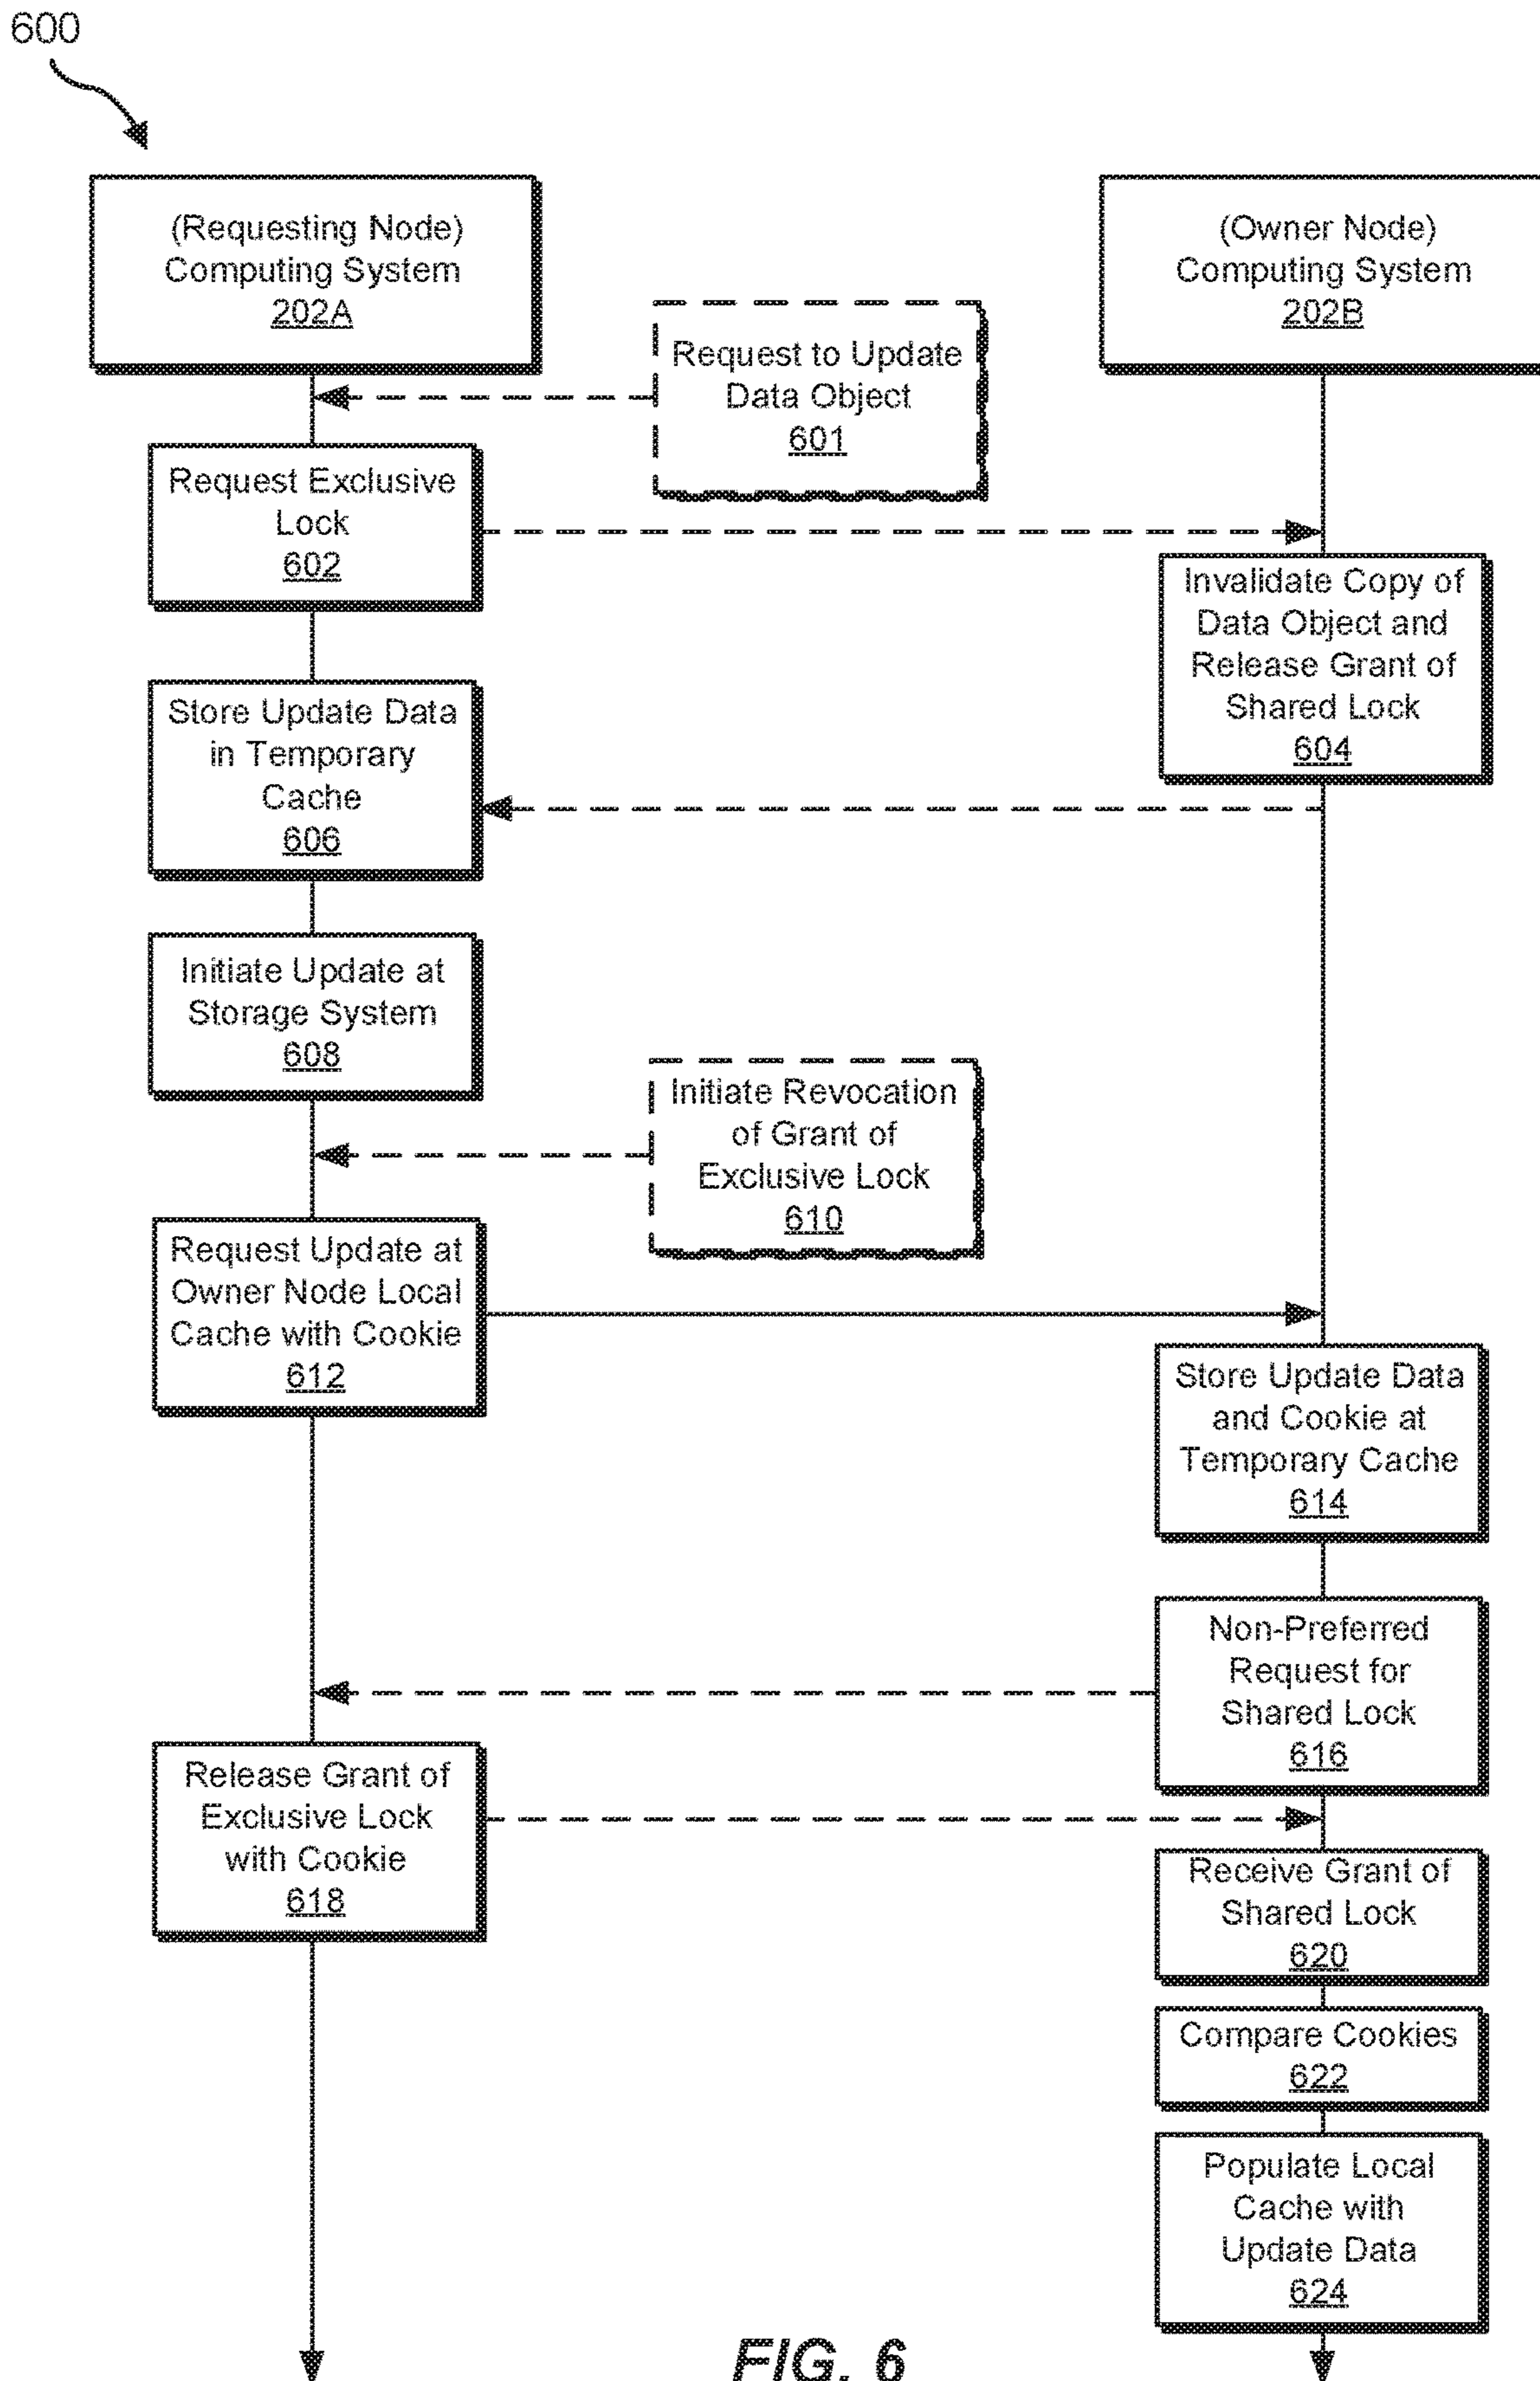 600
(Requesting Node)
Computing System
202A
(Owner Node)
Computing System
202B
Request to Update
Data Object
601
Request Exclusive
Lock
602
Invalidate Copy of
Data Object and
Release Grant of
Shared Lock
604
Store Update Data
in Temporary
Cache
606
Initiate Update at
Storage System
608
Initiate Revocation
of Grant of
Exclusive Lock
610
Request Update at
Owner Node Local
Cache with Cookie
612
Store Update Data
and Cookie at
Temporary Cache
614
Non-Preferred
Request for
Shared Lock
616
Release Grant of
Exclusive Lock
with Cookie
618
Receive Grant of
Shared Lock
620
Compare Cookies
622
Populate Local
Cache with
Update Data
624
FIG. 6